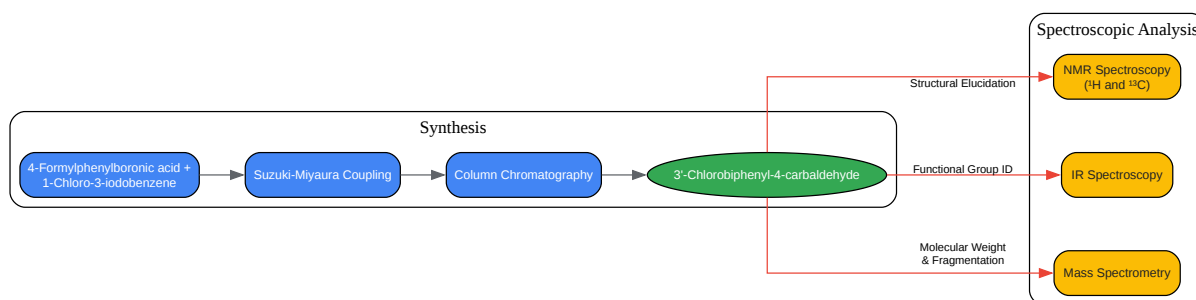 Synthesis
4-Formylphenylboronic acid +
1-Chloro-3-iodobenzene
Suzuki-Miyaura Coupling
Column Chromatography
3'-Chlorobiphenyl-4-carbaldehyde
Structural Elucidation
Functional Group ID
Molecular Weight
& Fragmentation
Spectroscopic Analysis
NMR Spectroscopy
(¹H and ¹³C)
IR Spectroscopy
Mass Spectrometry